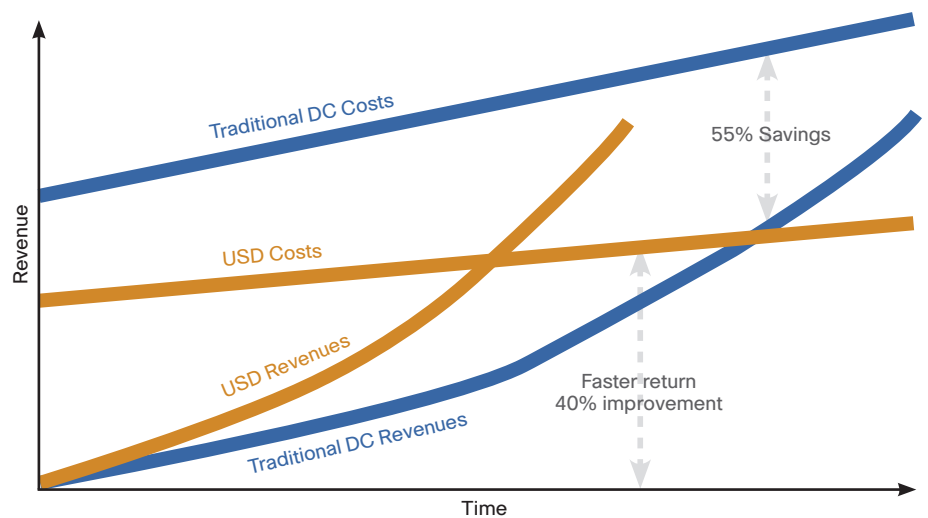 Traditional DC Costs
55% Savings
Revenue
USD Costs
USD Revenues
Faster return
40% improvement
Traditional DC Revenues
Time